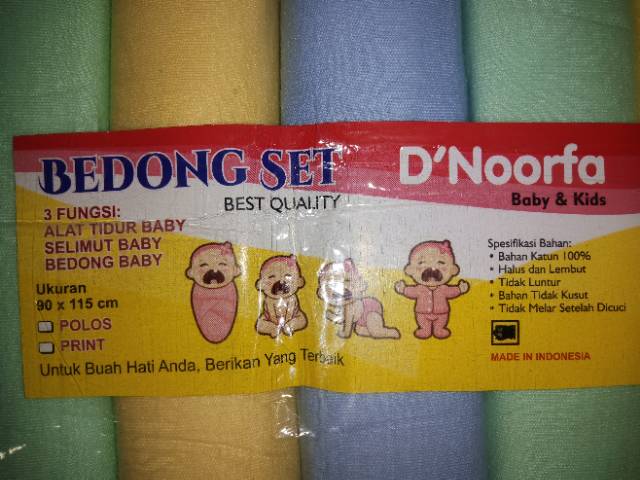 BEDONG SET
BEST QUALITY
3 FUNGSI:
ALAT TIDUR BABY
SELIMUT BABY
BEDONG BABY
Ukuran
90 x 115 cm
POLOS
PRINT
Untuk Buah Hati Anda, Berikan Yang Terbaik
D'Noorfa
Baby & Kids
Spesifikasi Bahan:
• Bahan Katun 100%
• Halus dan Lembut
• Tidak Luntur
• Bahan Tidak Kusut
• Tidak Melar Setelah Dicuci
MADE IN INDONESIA